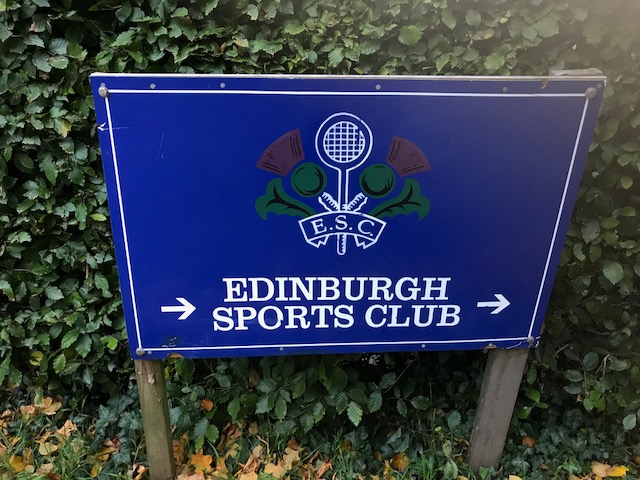 E. S. C.
EDINBURGH
SPORTS CLUB